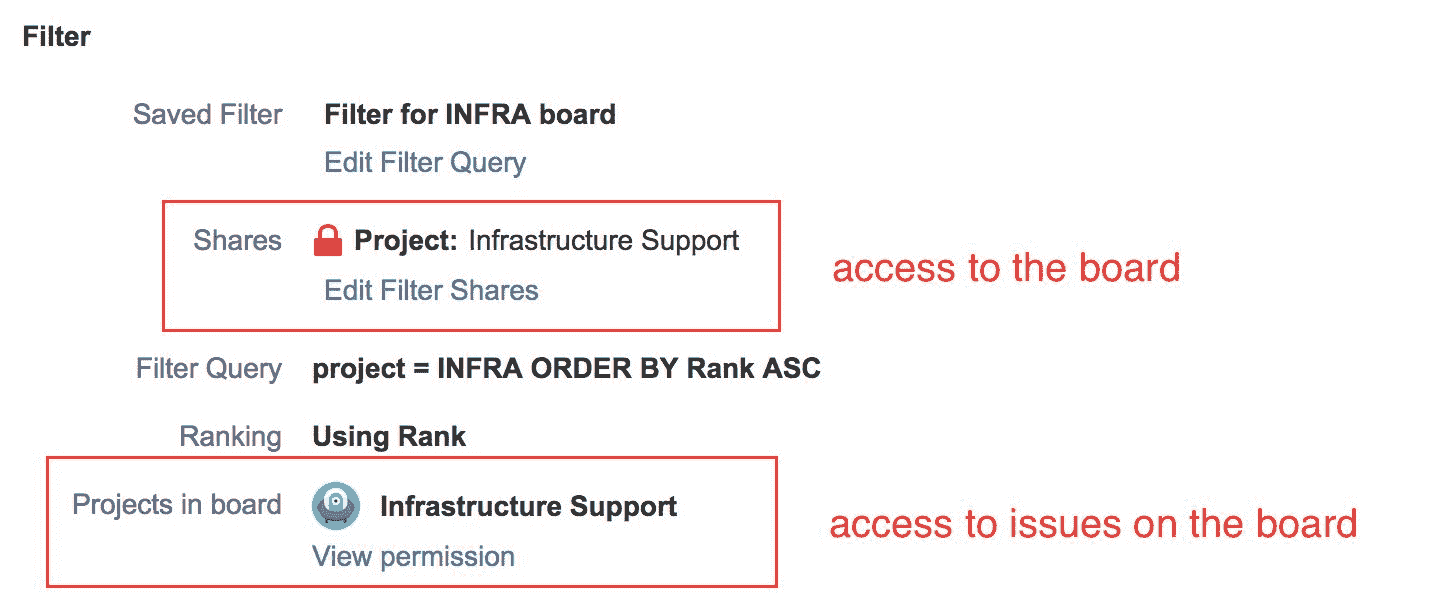 Filter
Saved Filter Filter for INFRA board
Edit Filter Query
Shares Project: Infrastructure Support
Edit Filter Shares
access to the board
Filter Query project = INFRA ORDER BY Rank ASC
Ranking Using Rank
Projects in board Infrastructure Support
View permission
access to issues on the board